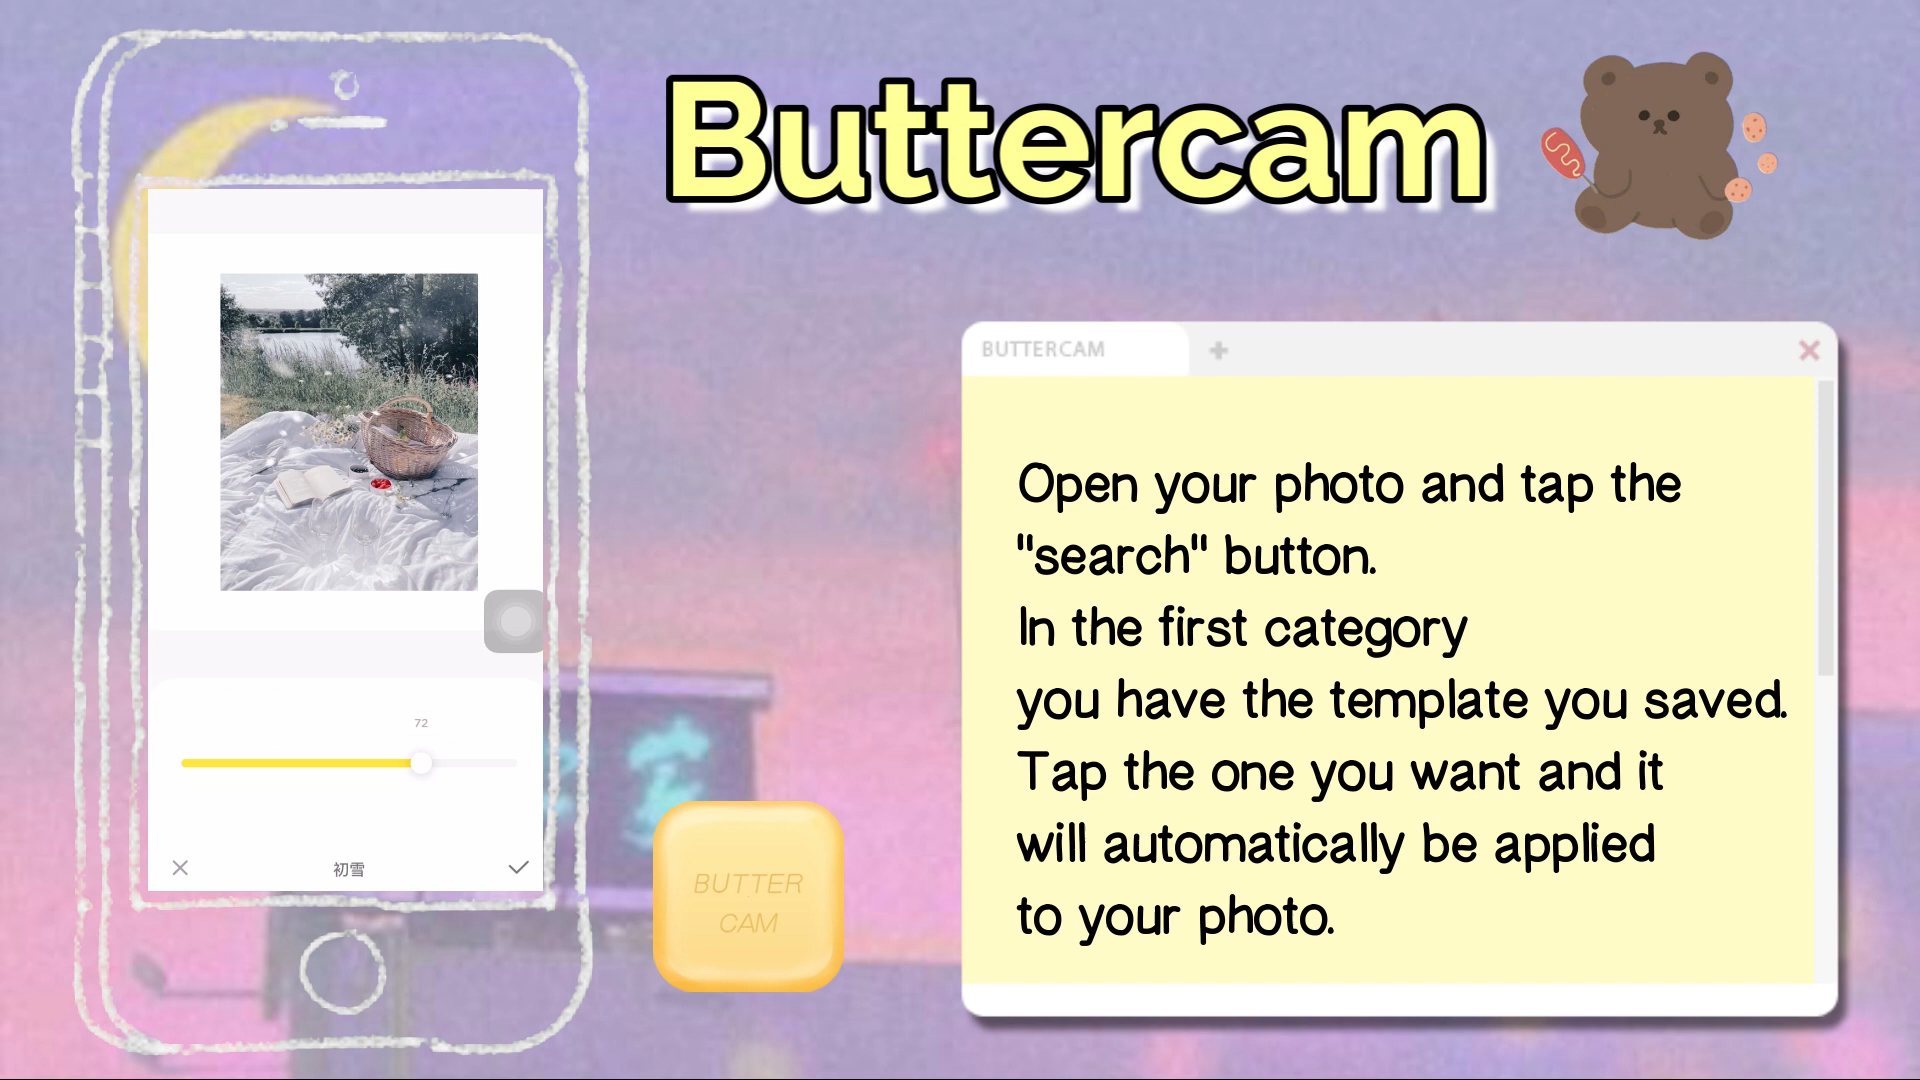 Buttercam
BUTTERCAM
Open your photo and tap the
"search" button.
In the first category
you have the template you saved.
Tap the one you want and it
will automatically be applied
to your photo.
72
初雪
BUTTER
CAM